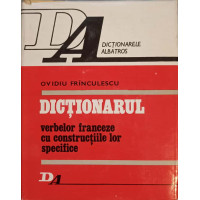 DA
DICȚIONARELE
ALBATROS
OVIDIU FRÎNCULESCU
DICȚIONARUL
verbelor franceze
cu construcțiile lor
specifice
DA